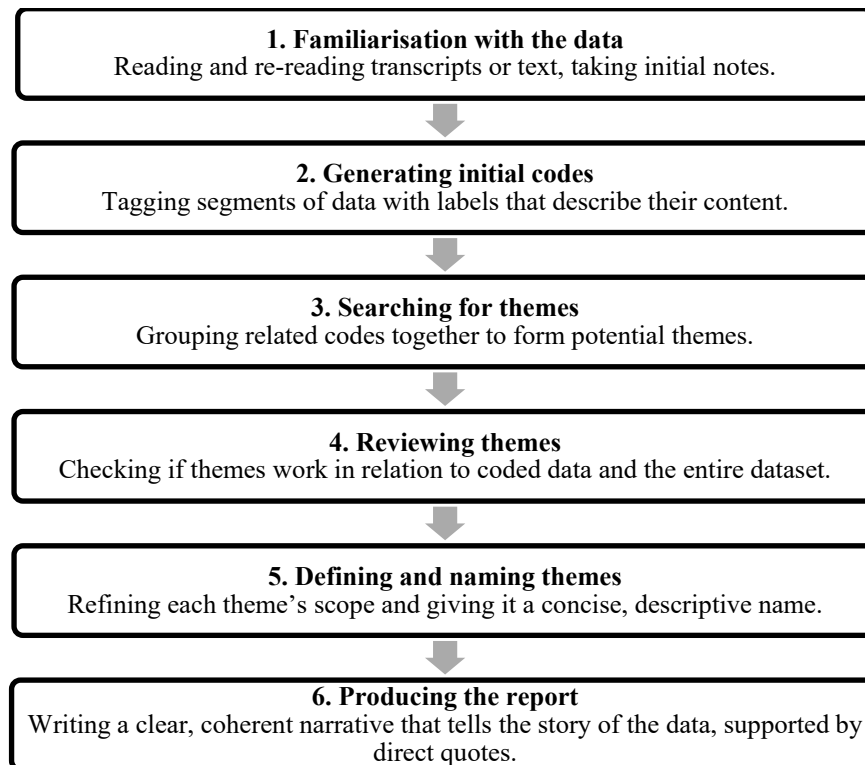 1. Familiarisation with the data
Reading and re-reading transcripts or text, taking initial notes.
2. Generating initial codes
Tagging segments of data with labels that describe their content.
3. Searching for themes
Grouping related codes together to form potential themes.
4. Reviewing themes
Checking if themes work in relation to coded data and the entire dataset.
5. Defining and naming themes
Refining each theme’s scope and giving it a concise, descriptive name.
6. Producing the report
Writing a clear, coherent narrative that tells the story of the data, supported by
direct quotes.